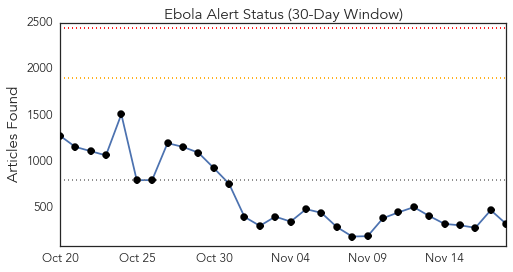 Ebola Alert Status (30-Day Window)
2500
2000
1500
1000
500
Articles Found
Oct 20 Oct 25 Oct 30 Nov 04 Nov 09 Nov 14